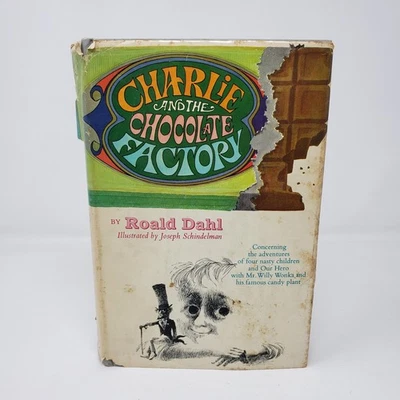 CHARLIE
AND THE
CHOCOLATE
FACTORY
BY Roald Dahl
Illustrated by Joseph Schindelman
Concerning
the adventures
of four nasty children
and Our Hero
with Mr. Willy Wonka and
his famous candy plant